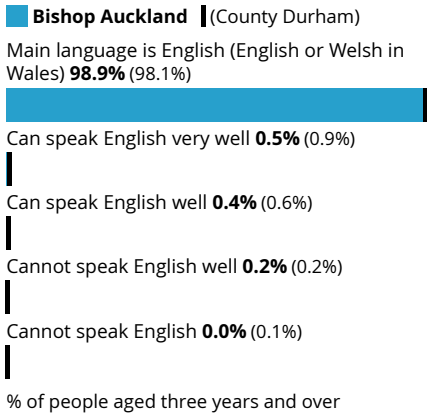 Bishop Auckland (County Durham)
Main language is English (English or Welsh in
Wales) 98.9% (98.1%)
Can speak English very well 0.5% (0.9%)
Can speak English well 0.4% (0.6%)
Cannot speak English well 0.2% (0.2%)
Cannot speak English 0.0% (0.1%)
% of people aged three years and over